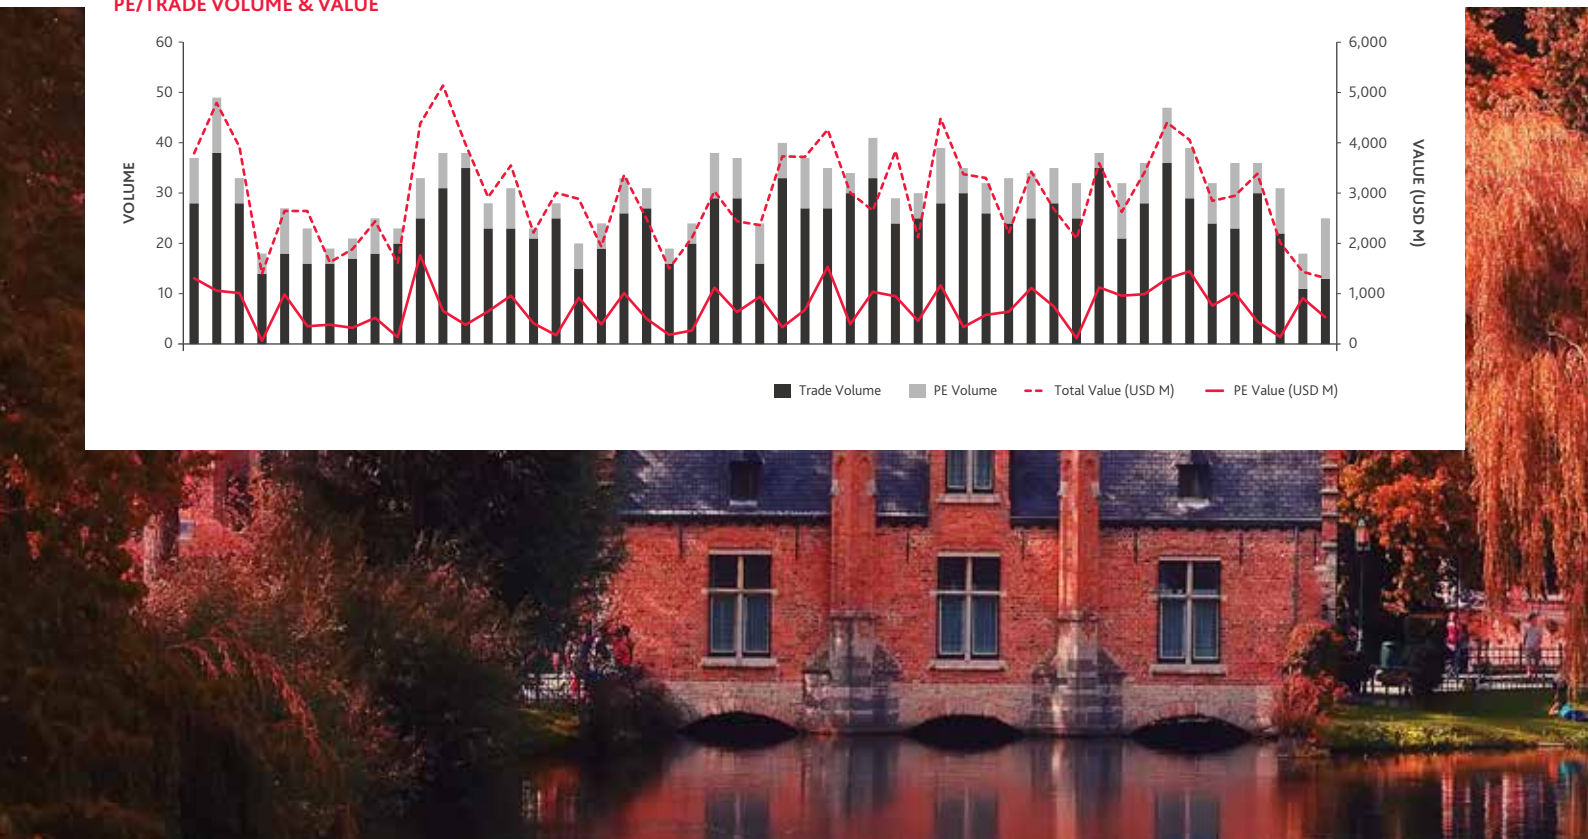 PE/TRADE VOLUME & VALUE
60
50
40
30
20
10
0
VOLUME
6,000
5,000
4,000
3,000
2,000
1,000
0
VALUE (USD M)
Trade Volume
PE Volume
Total Value (USD M)
PE Value (USD M)